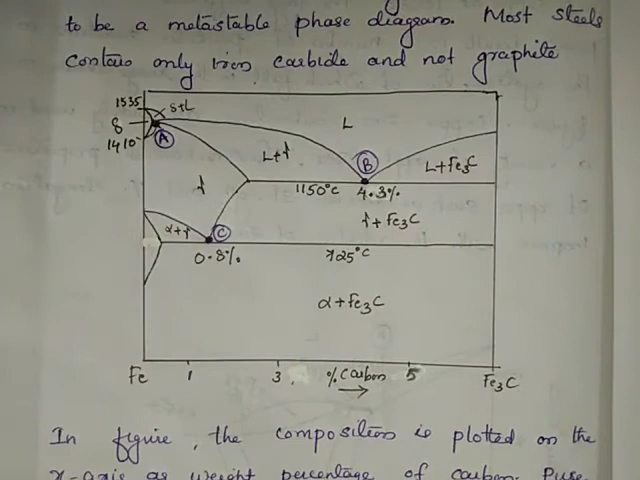 to be a metastable phase diagram. Most steels
contain only iron carbide and not graphite
1535
δ+L
δ
A
1410
L
L+γ
B
L+Fe3C
γ
1150°C
4.3%
γ+Fe3C
α+γ
C
0.8%
725°C
α+Fe3C
Fe
1
3
% Carbon
5
Fe3C
In figure, the composition is plotted on the
x-axis as weight percentage of carbon. Pure